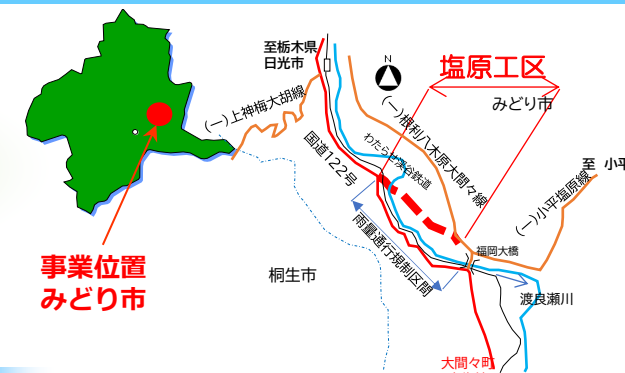 至栃木県
日光市
N
塩原工区
みどり市
(一)上神梅大胡線
(一)根利八木原大間々線
わたらせ渓谷鉄道
国道122号
至 小平
(一)小平塩原線
雨量通行規制区間
福岡大橋
事業位置
みどり市
桐生市
渡良瀬川
大間々町